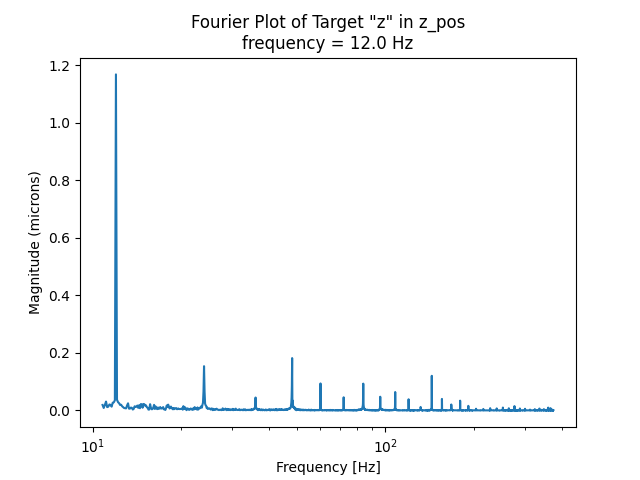 Fourier Plot of Target "z" in z_pos
frequency = 12.0 Hz
1.2
1.0
0.8
0.6
0.4
0.2
0.0
Magnitude (microns)
10¹
10²
Frequency [Hz]